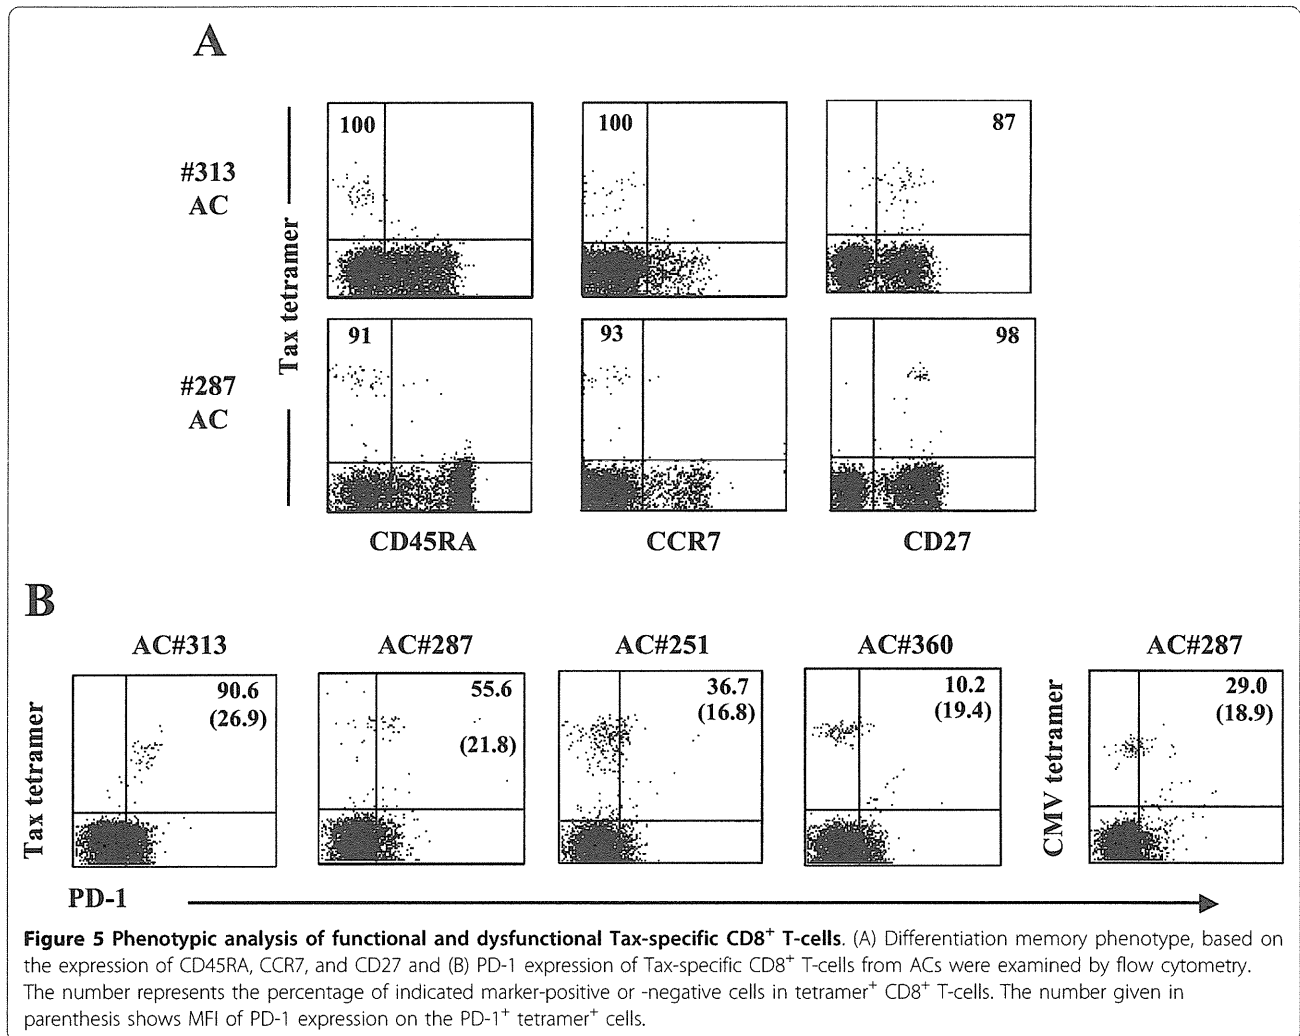 A
100
100
87
#313
AC
Tax tetramer
91
93
98
#287
AC
CD45RA
CCR7
CD27
B
AC#313
AC#287
AC#251
AC#360
AC#287
90.6
(26.9)
55.6
(21.8)
36.7
(16.8)
10.2
(19.4)
29.0
(18.9)
Tax tetramer
CMV tetramer
PD-1
Figure 5 Phenotypic analysis of functional and dysfunctional Tax-specific CD8⁺ T-cells. (A) Differentiation memory phenotype, based on
the expression of CD45RA, CCR7, and CD27 and (B) PD-1 expression of Tax-specific CD8⁺ T-cells from ACs were examined by flow cytometry.
The number represents the percentage of indicated marker-positive or -negative cells in tetramer⁺ CD8⁺ T-cells. The number given in
parenthesis shows MFI of PD-1 expression on the PD-1⁺ tetramer⁺ cells.